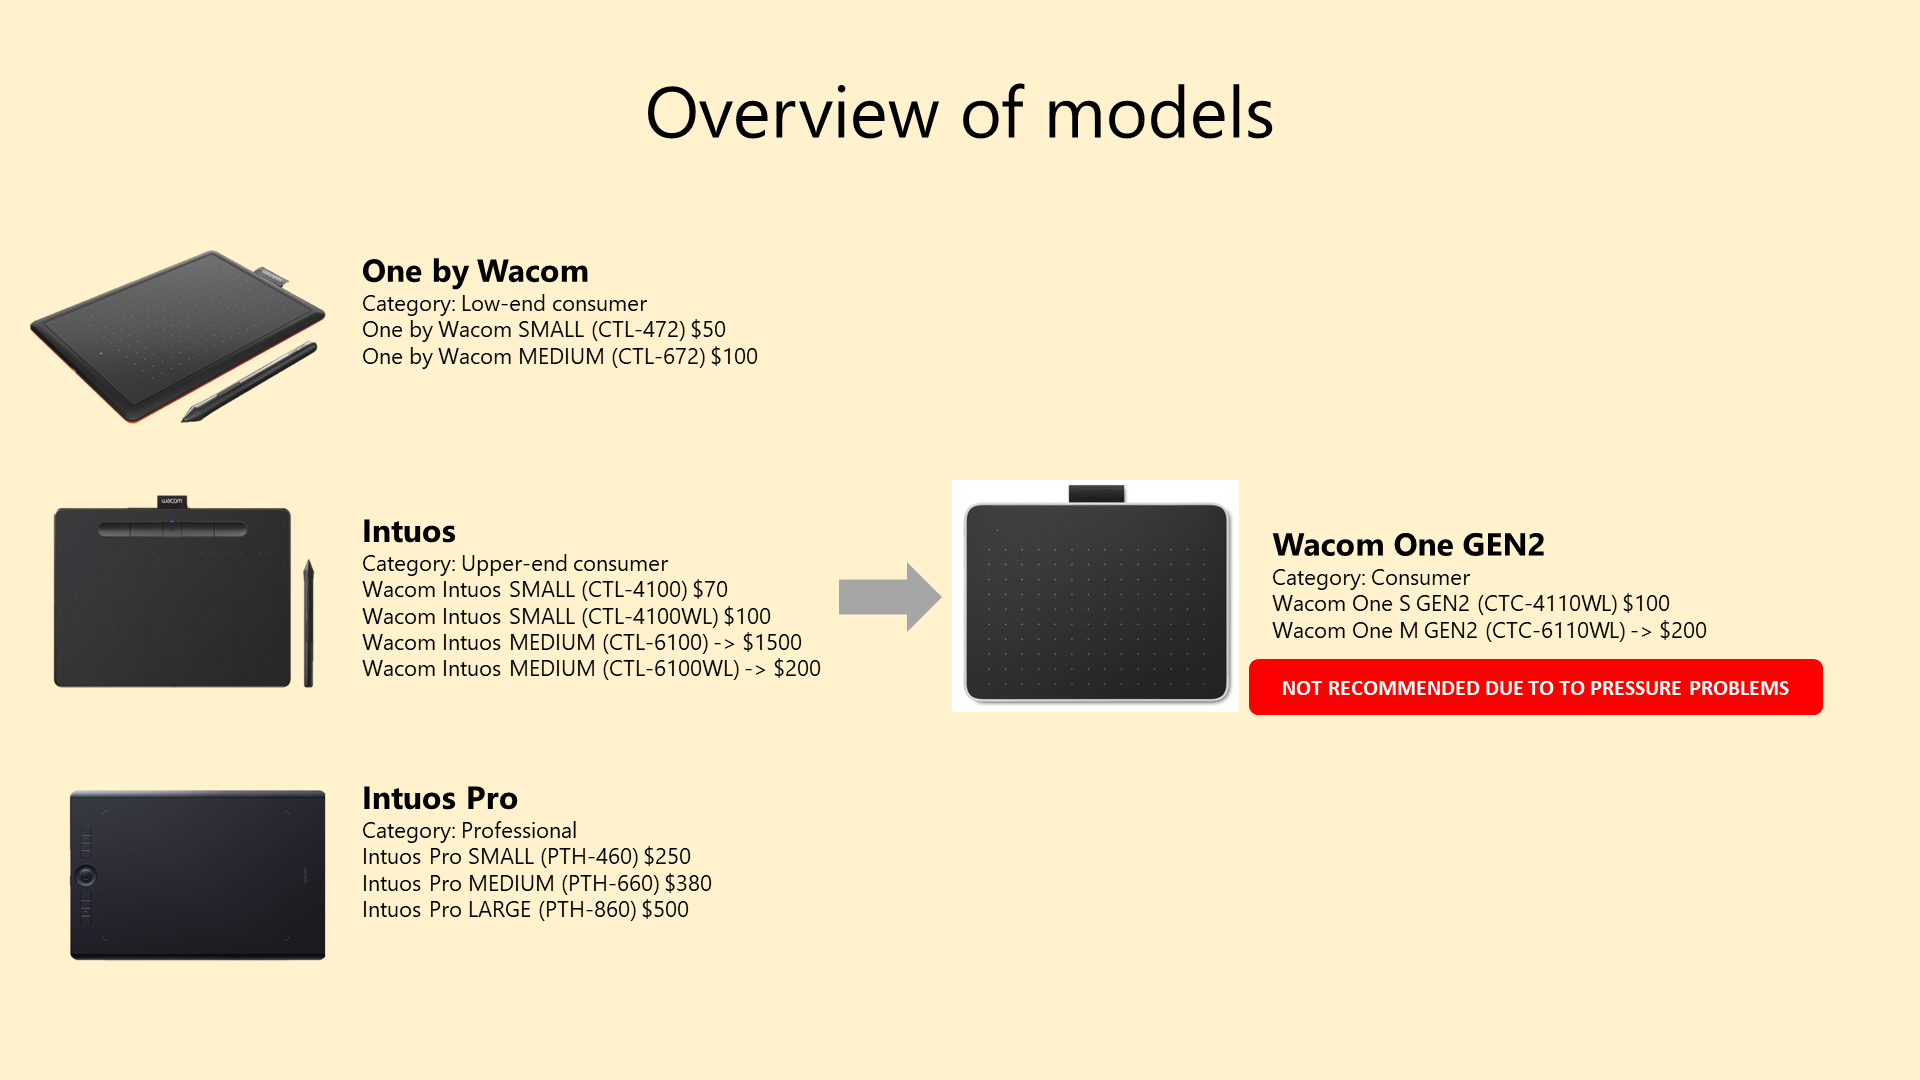 Overview of models
One by Wacom
Category: Low-end consumer
One by Wacom SMALL (CTL-472) $50
One by Wacom MEDIUM (CTL-672) $100
wacom
Intuos
Category: Upper-end consumer
Wacom Intuos SMALL (CTL-4100) $70
Wacom Intuos SMALL (CTL-4100WL) $100
Wacom Intuos MEDIUM (CTL-6100) -> $1500
Wacom Intuos MEDIUM (CTL-6100WL) -> $200
Wacom One GEN2
Category: Consumer
Wacom One S GEN2 (CTC-4110WL) $100
Wacom One M GEN2 (CTC-6110WL) -> $200
NOT RECOMMENDED DUE TO TO PRESSURE PROBLEMS
Intuos Pro
Category: Professional
Intuos Pro SMALL (PTH-460) $250
Intuos Pro MEDIUM (PTH-660) $380
Intuos Pro LARGE (PTH-860) $500